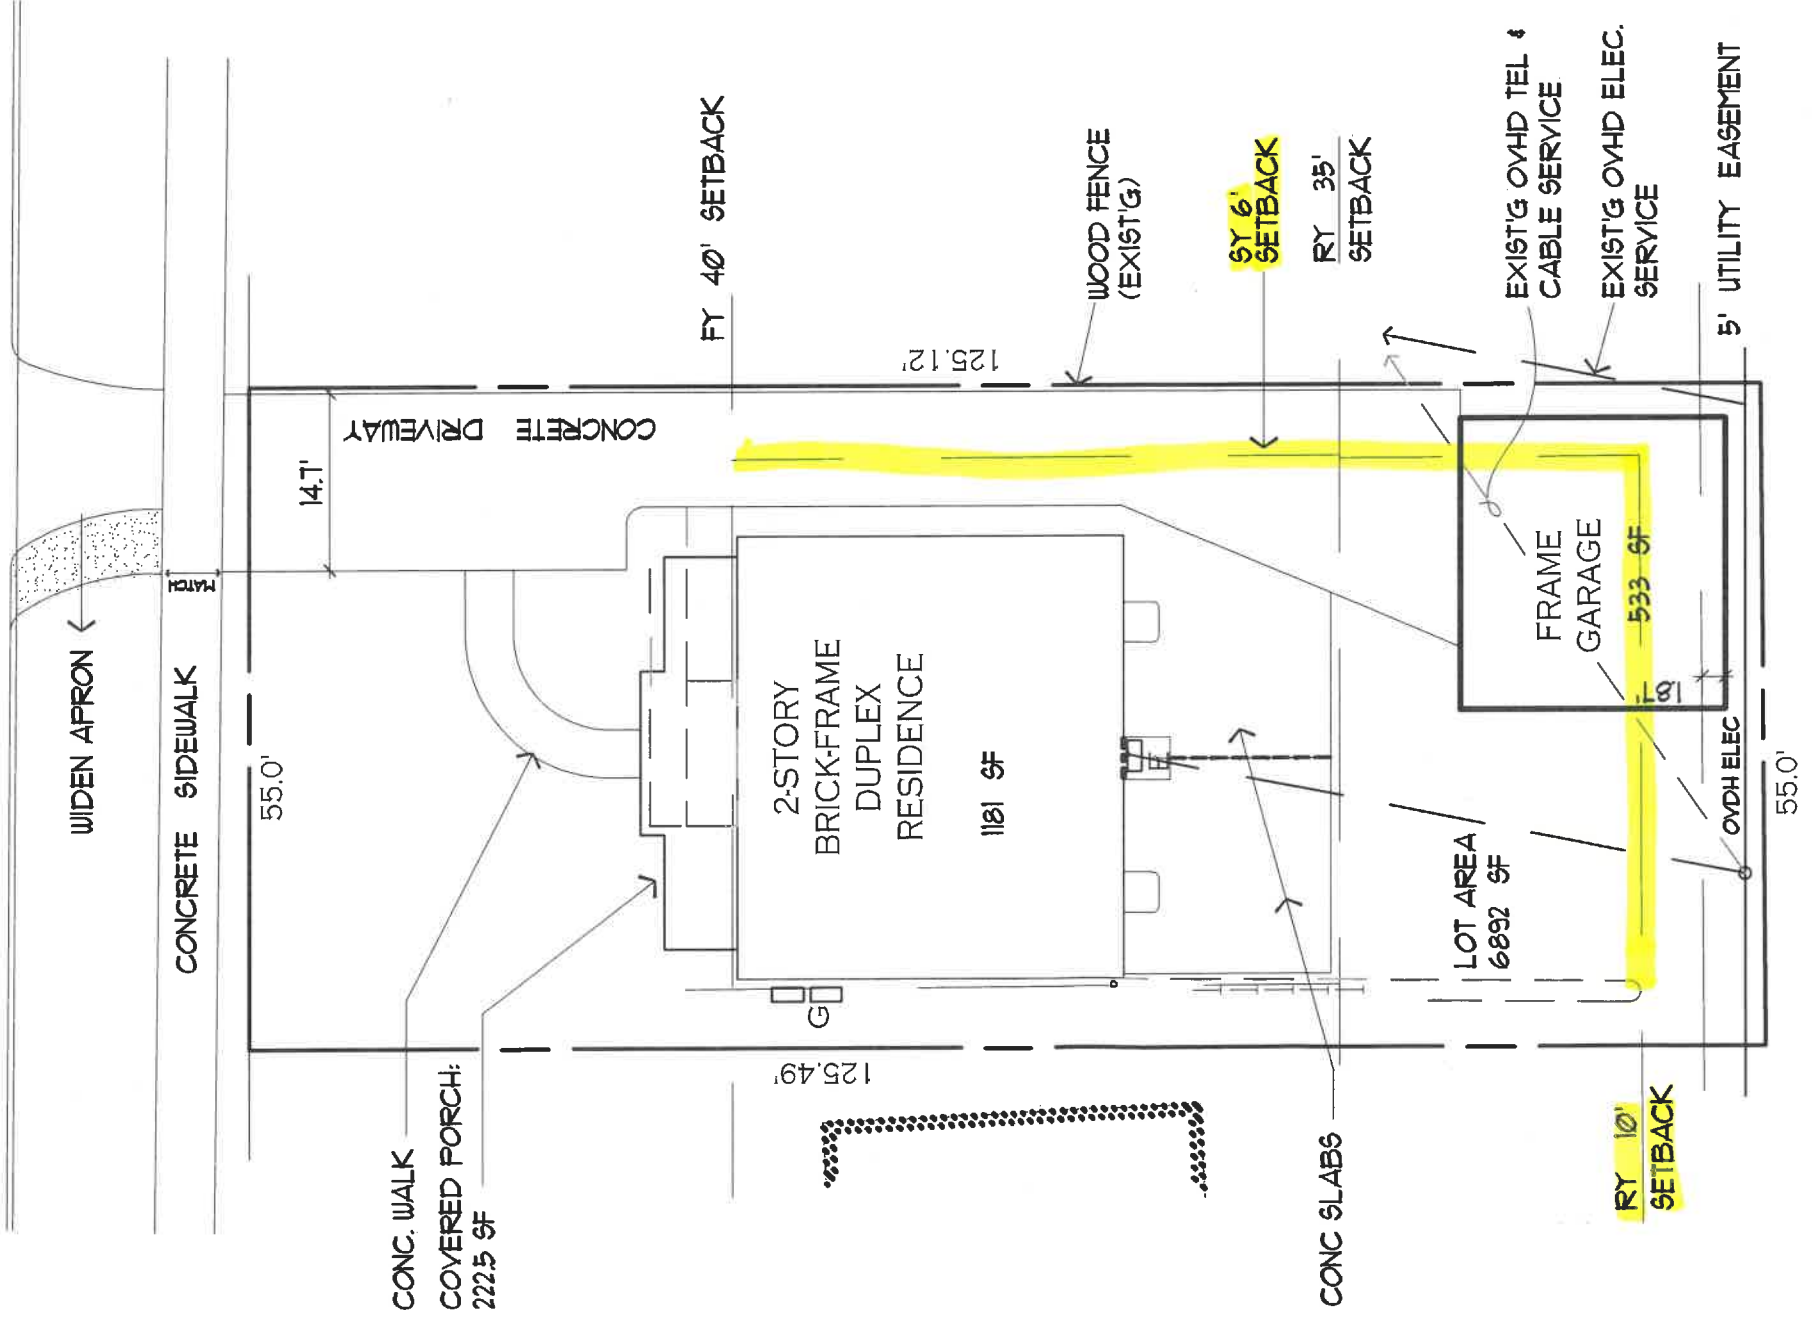 WIDEN APRON
CONCRETE SIDEWALK
MATCH
14.7'
55.0'
CONCRETE DRIVEWAY
FY 40' SETBACK
125.12'
WOOD FENCE
(EXIST'G)
SY 6'
SETBACK
RY 35'
SETBACK
EXIST'G OVHD TEL &
CABLE SERVICE
EXIST'G OVHD ELEC.
SERVICE
5' UTILITY EASEMENT
2-STORY
BRICK-FRAME
DUPLEX
RESIDENCE
1181 SF
FRAME
GARAGE
533 SF
1.8'
LOT AREA
6892 SF
OVDH ELEC
55.0'
G
125.49'
CONC. WALK
COVERED PORCH:
222.5 SF
CONC SLABS
RY 10'
SETBACK